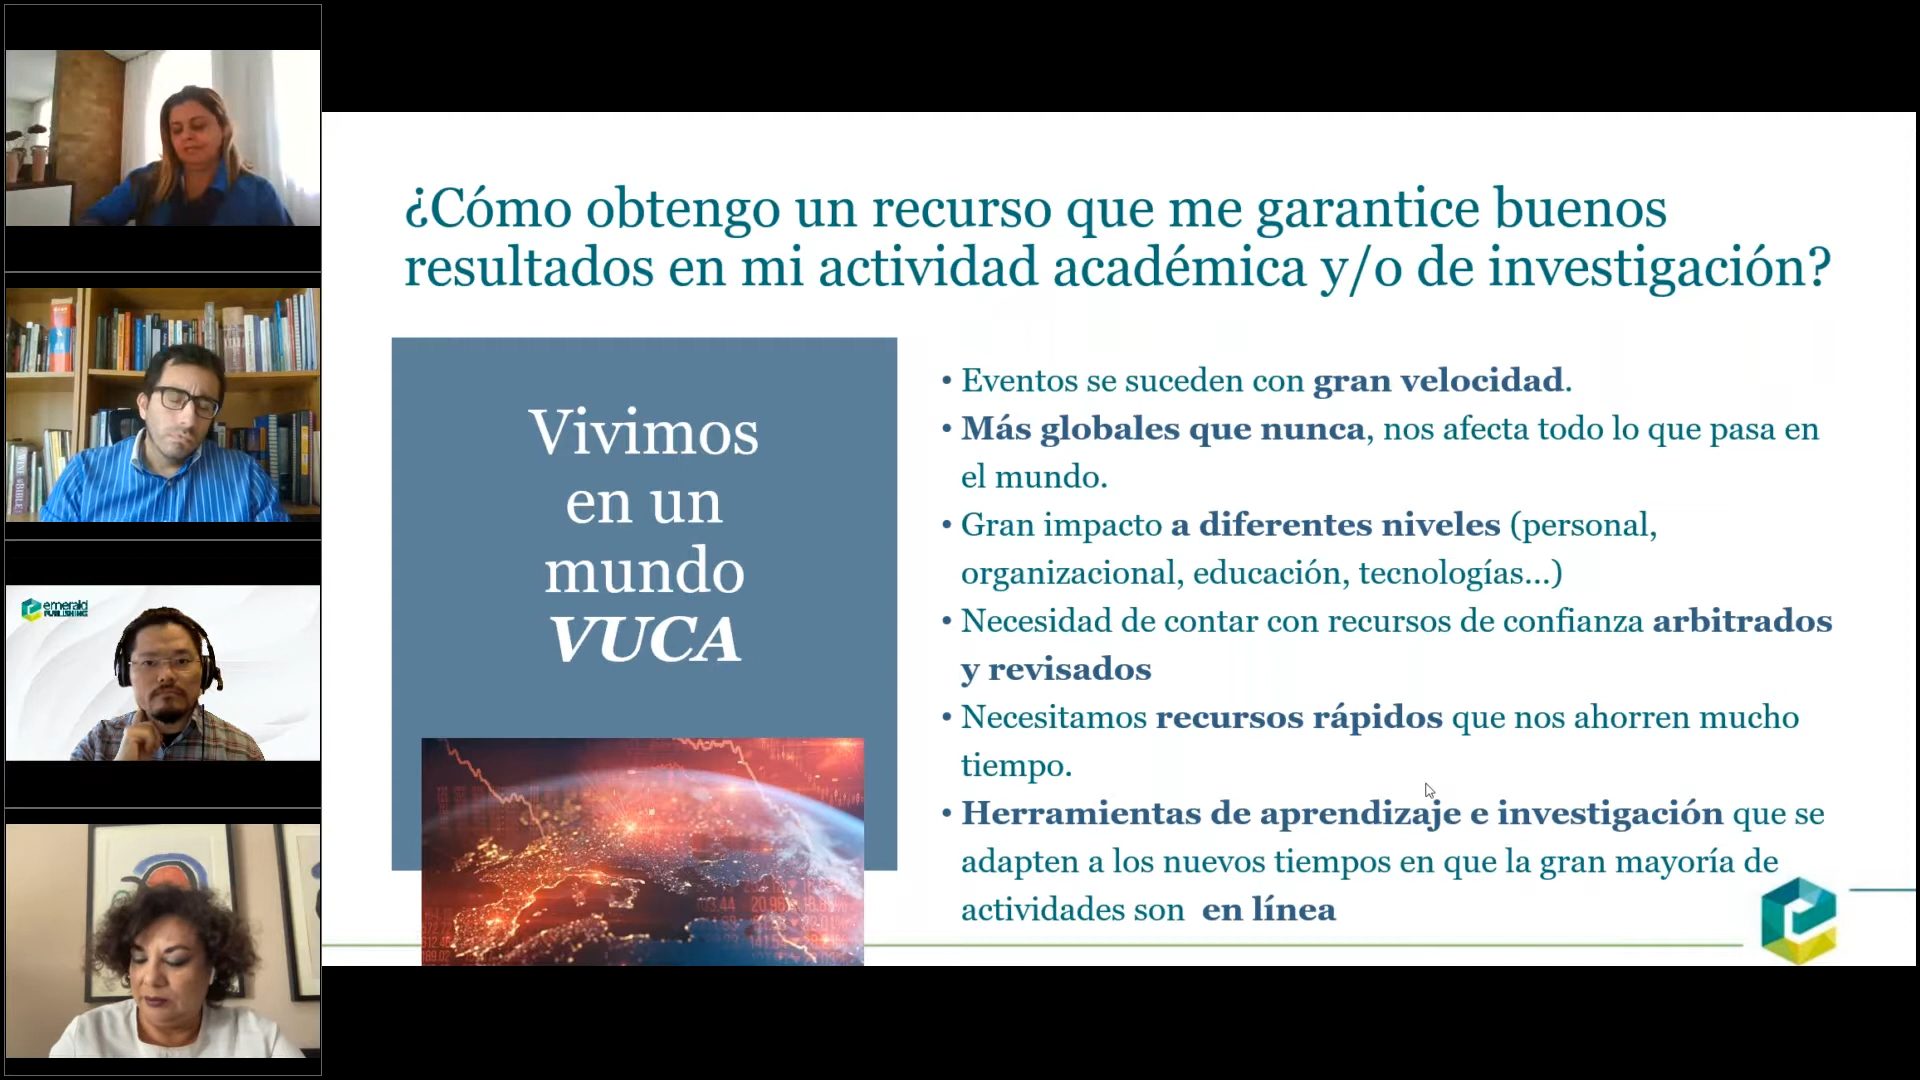 ¿Cómo obtengo un recurso que me garantice buenos
resultados en mi actividad académica y/o de investigación?
Vivimos
en un
mundo
VUCA
• Eventos se suceden con gran velocidad.
• Más globales que nunca, nos afecta todo lo que pasa en
el mundo.
• Gran impacto a diferentes niveles (personal,
organizacional, educación, tecnologías...)
• Necesidad de contar con recursos de confianza arbitrados
y revisados
• Necesitamos recursos rápidos que nos ahorren mucho
tiempo.
• Herramientas de aprendizaje e investigación que se
adapten a los nuevos tiempos en que la gran mayoría de
actividades son en línea
emerald
PUBLISHING